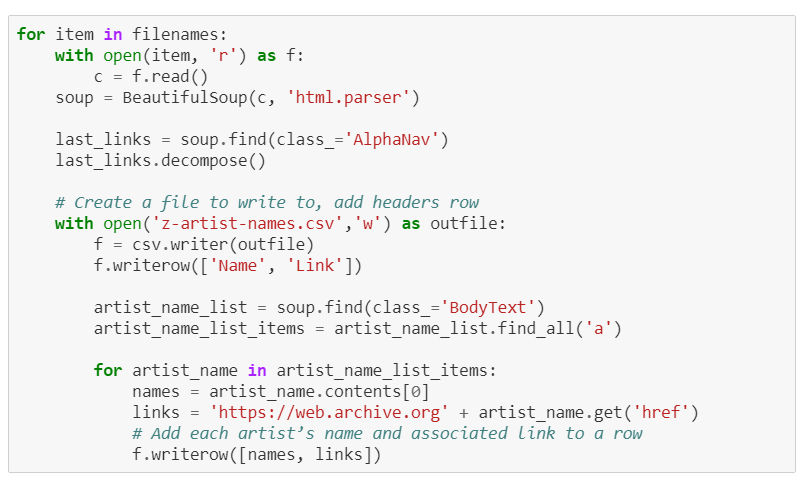 for item in filenames:
    with open(item, 'r') as f:
        c = f.read()
    soup = BeautifulSoup(c, 'html.parser')

    last_links = soup.find(class_='AlphaNav')
    last_links.decompose()

    # Create a file to write to, add headers row
    with open('z-artist-names.csv','w') as outfile:
        f = csv.writer(outfile)
        f.writerow(['Name', 'Link'])

        artist_name_list = soup.find(class_='BodyText')
        artist_name_list_items = artist_name_list.find_all('a')

        for artist_name in artist_name_list_items:
            names = artist_name.contents[0]
            links = 'https://web.archive.org' + artist_name.get('href')
            # Add each artist’s name and associated link to a row
            f.writerow([names, links])